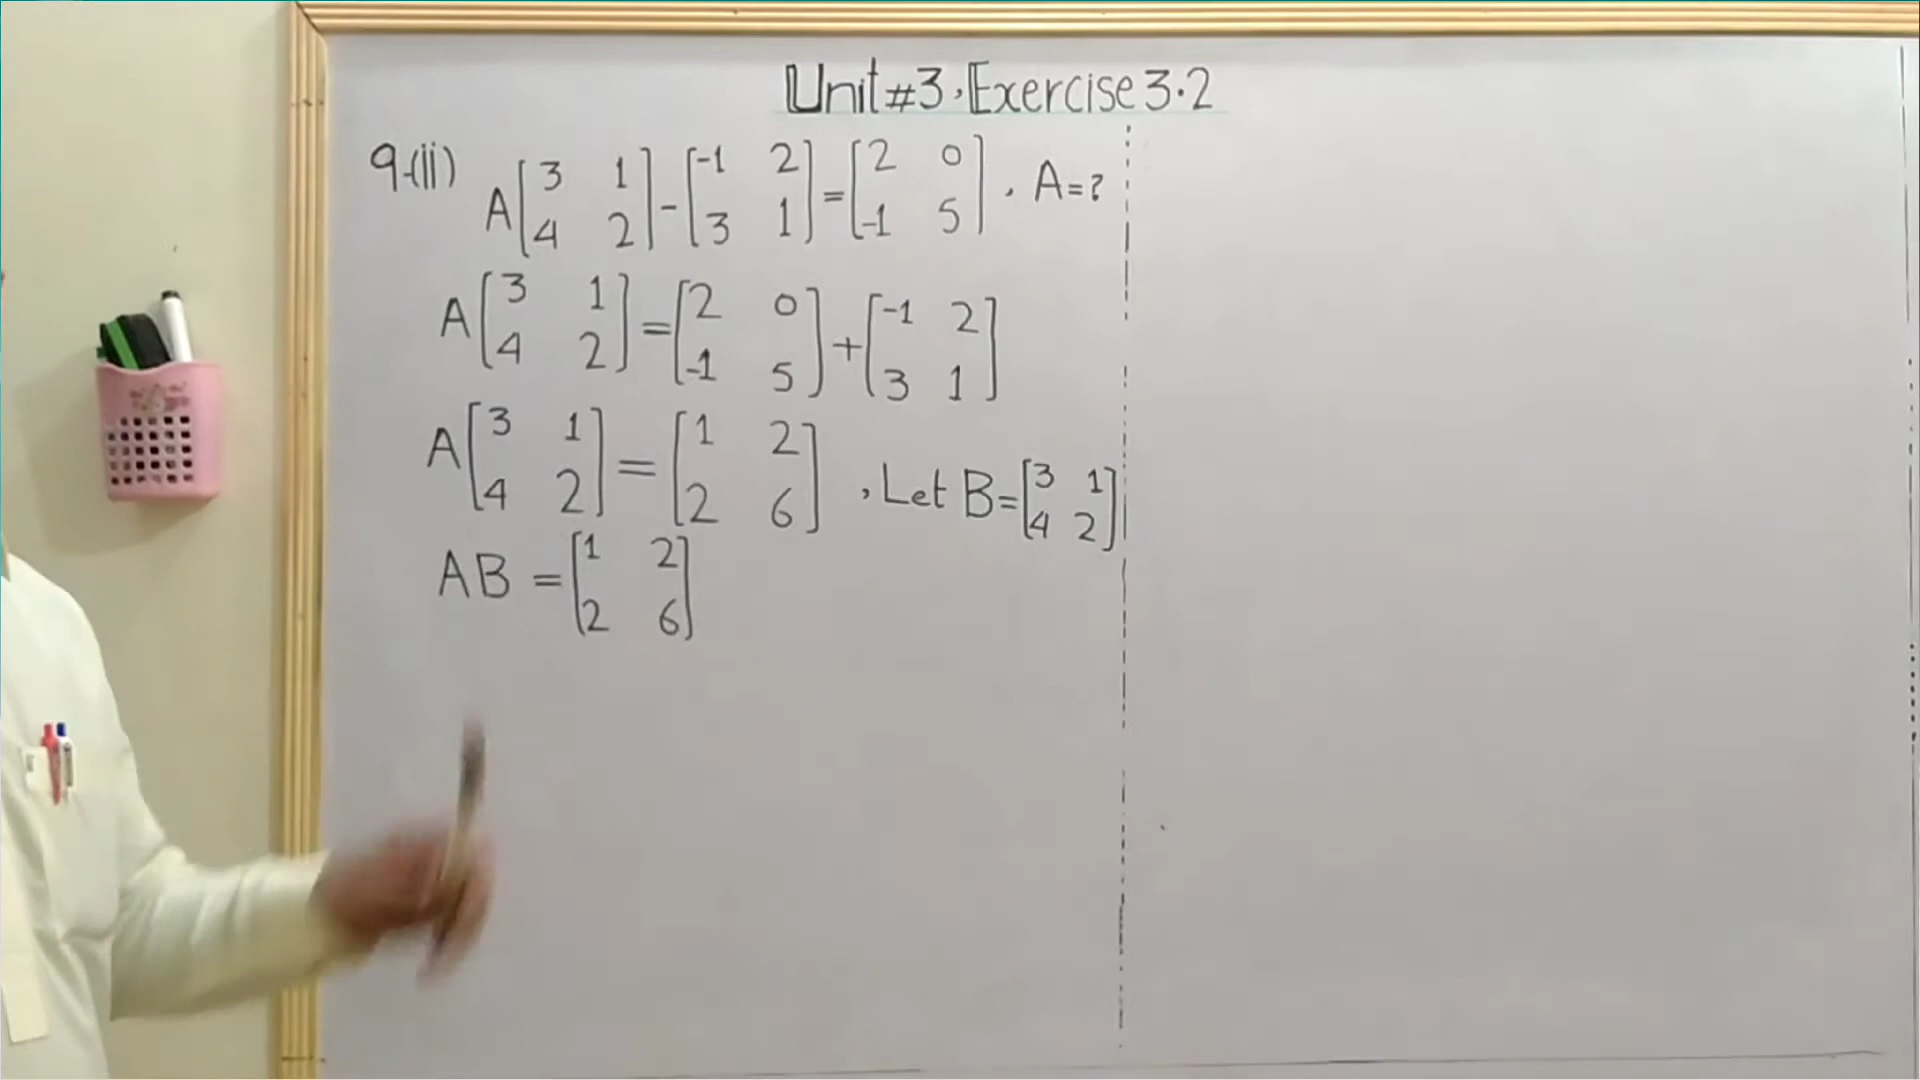 Unit #3, Exercise 3.2
9.(ii) A[3 1; 4 2] - [-1 2; 3 1] = [2 0; -1 5], A=?
A[3 1; 4 2] = [2 0; -1 5] + [-1 2; 3 1]
A[3 1; 4 2] = [1 2; 2 6], Let B=[3 1; 4 2]
AB = [1 2; 2 6]